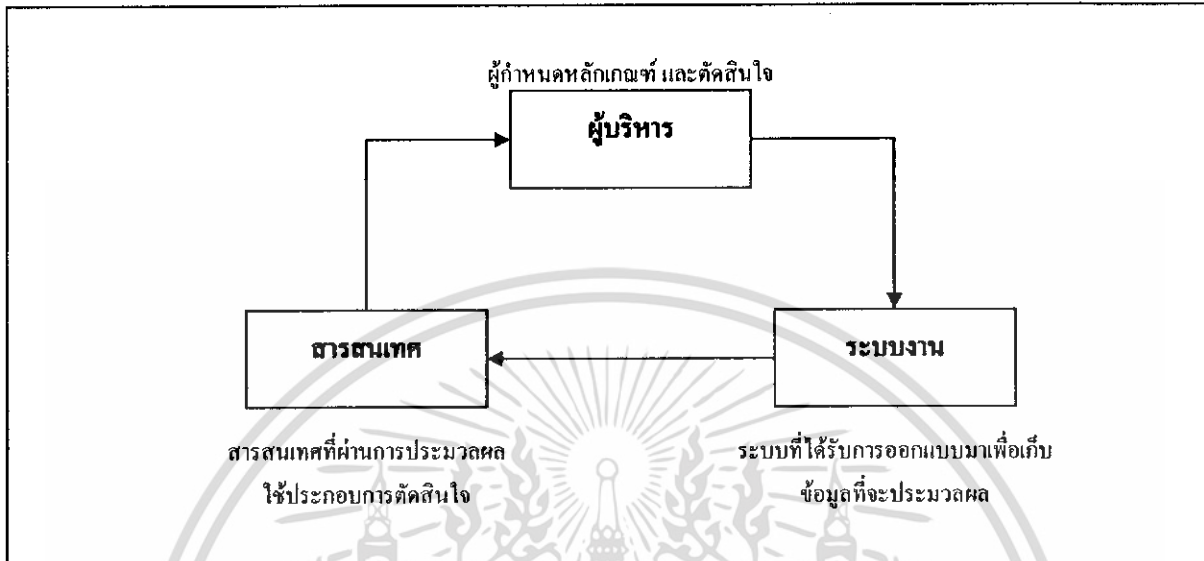 ผู้กำหนดหลักเกณฑ์ และตัดสินใจ
ผู้บริหาร
สารสนเทศ
ระบบงาน
สารสนเทศที่ผ่านการประมวลผล
ใช้ประกอบการตัดสินใจ
ระบบที่ได้รับการออกแบบมาเพื่อเก็บ
ข้อมูลที่จะประมวลผล